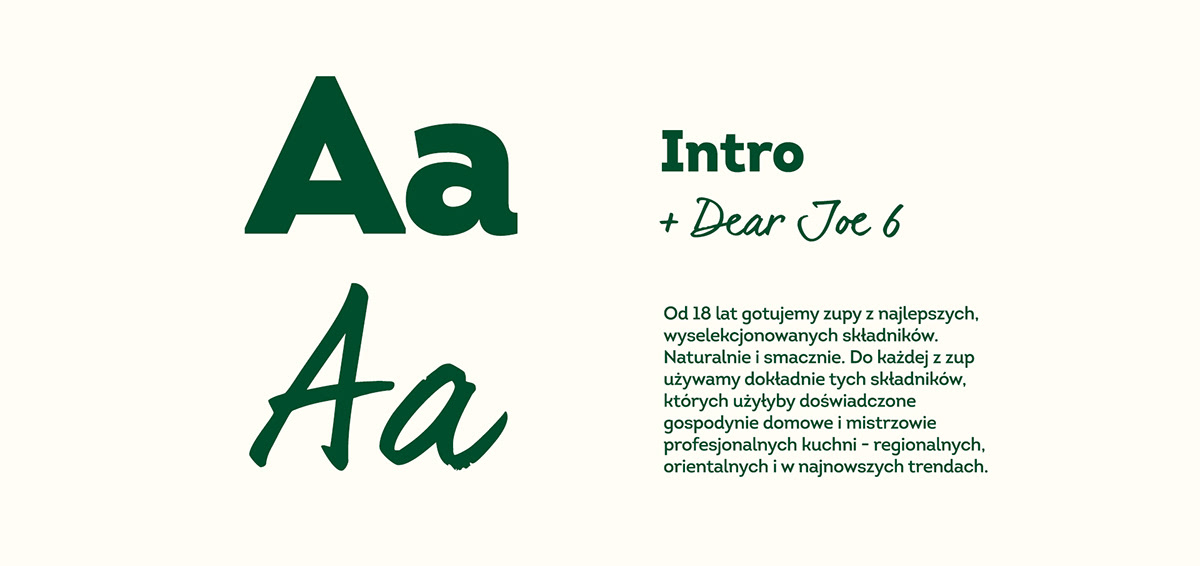 Aa
Aa
Intro
+ Dear Joe 6
Od 18 lat gotujemy zupy z najlepszych,
wyselekcjonowanych składników.
Naturalnie i smacznie. Do każdej z zup
używamy dokładnie tych składników,
których użyłyby doświadczone
gospodynie domowe i mistrzowie
profesjonalnych kuchni - regionalnych,
orientalnych i w najnowszych trendach.